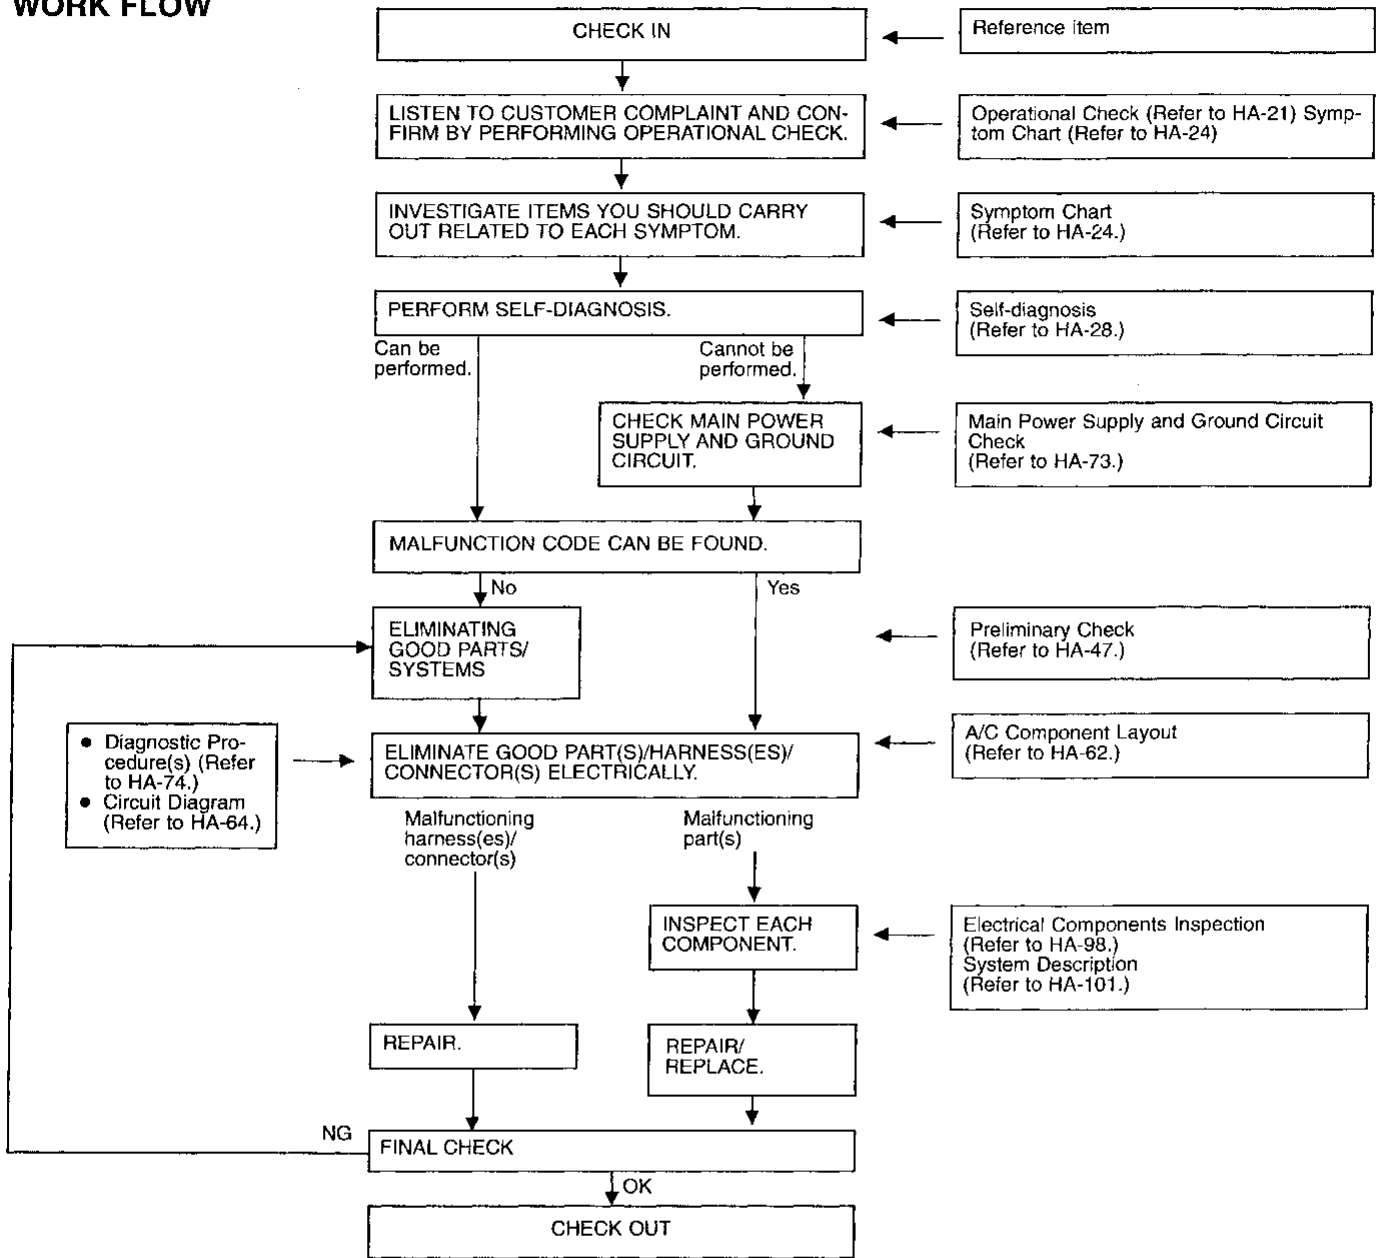 WORK FLOW
CHECK IN
Reference item
LISTEN TO CUSTOMER COMPLAINT AND CON-
FIRM BY PERFORMING OPERATIONAL CHECK.
Operational Check (Refer to HA-21) Symp-
tom Chart (Refer to HA-24)
INVESTIGATE ITEMS YOU SHOULD CARRY
OUT RELATED TO EACH SYMPTOM.
Symptom Chart
(Refer to HA-24.)
PERFORM SELF-DIAGNOSIS.
Self-diagnosis
(Refer to HA-28.)
Can be
performed.
Cannot be
performed.
CHECK MAIN POWER
SUPPLY AND GROUND
CIRCUIT.
Main Power Supply and Ground Circuit
Check
(Refer to HA-73.)
MALFUNCTION CODE CAN BE FOUND.
No
Yes
ELIMINATING
GOOD PARTS/
SYSTEMS
Preliminary Check
(Refer to HA-47.)
● Diagnostic Pro-
cedure(s) (Refer
to HA-74.)
● Circuit Diagram
(Refer to HA-64.)
ELIMINATE GOOD PART(S)/HARNESS(ES)/
CONNECTOR(S) ELECTRICALLY.
A/C Component Layout
(Refer to HA-62.)
Malfunctioning
harness(es)/
connector(s)
Malfunctioning
part(s)
INSPECT EACH
COMPONENT.
Electrical Components Inspection
(Refer to HA-98.)
System Description
(Refer to HA-101.)
REPAIR.
REPAIR/
REPLACE.
NG
FINAL CHECK
OK
CHECK OUT